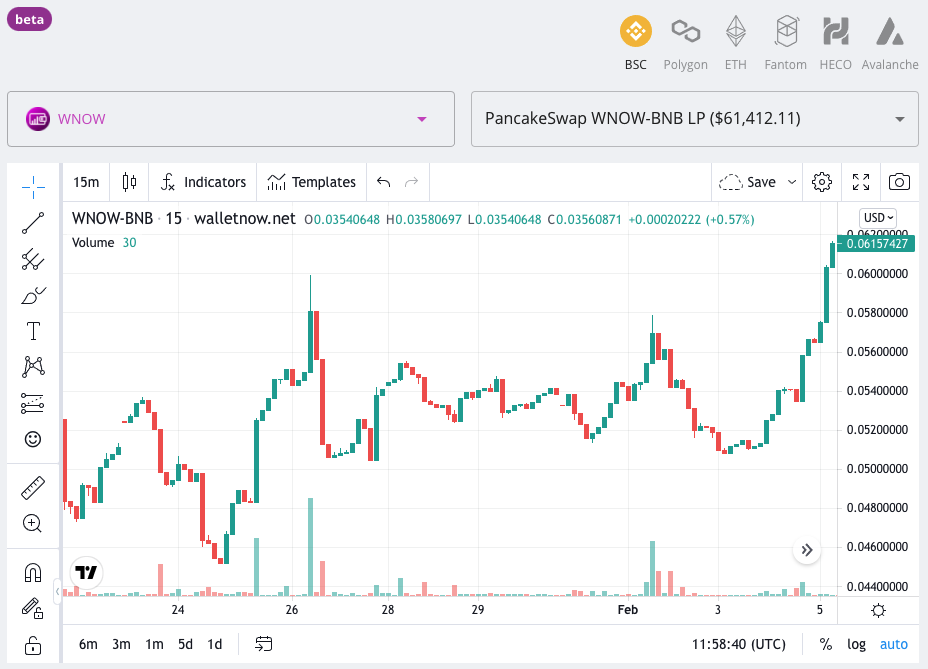 beta
BSC Polygon ETH Fantom HECO Avalanche
WNOW
PancakeSwap WNOW-BNB LP ($61,412.11)
15m Indicators Templates Save
WNOW-BNB · 15 · walletnow.net O0.03540648 H0.03580697 L0.03540648 C0.03560871 +0.00020222 (+0.57%)
USD
Volume 30
0.06200000
0.06157427
0.06000000
0.05800000
0.05600000
0.05400000
0.05200000
0.05000000
0.04800000
0.04600000
0.04400000
24 26 28 29 Feb 3 5
6m 3m 1m 5d 1d 11:58:40 (UTC) % log auto